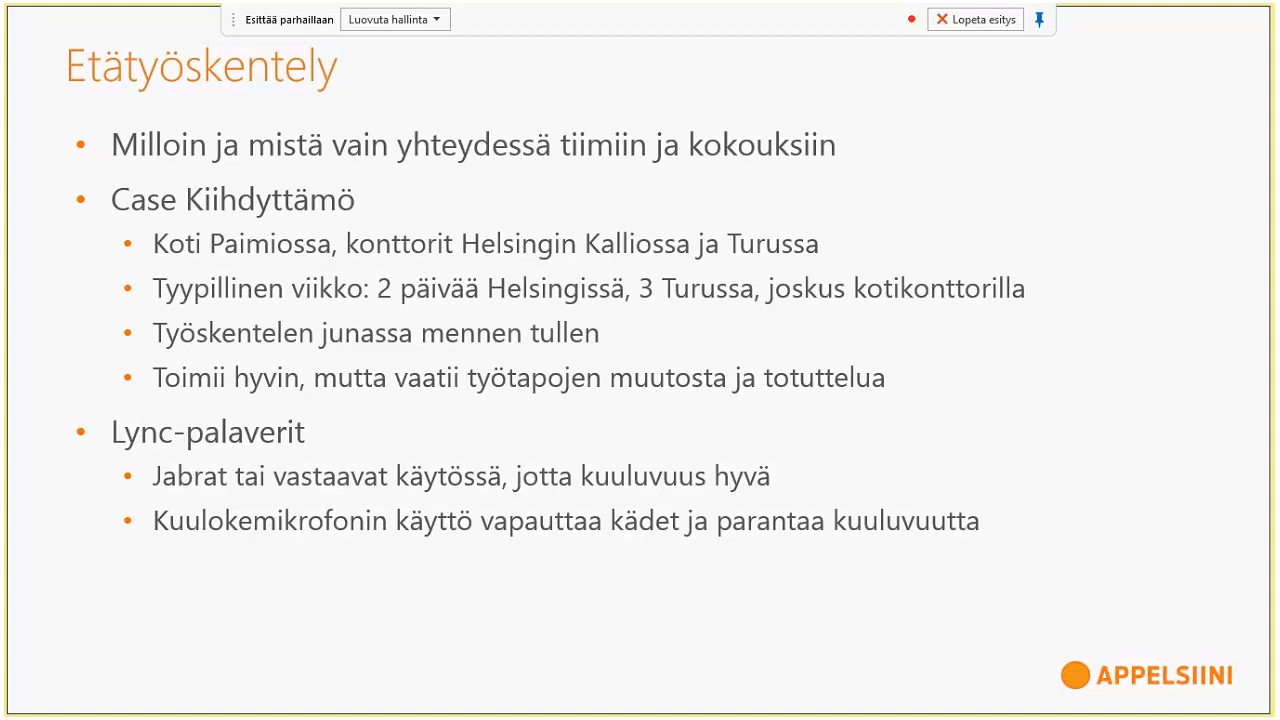 Esittää parhaillaan Luovuta hallinta Lopeta esitys
Etätyöskentely
• Milloin ja mistä vain yhteydessä tiimiin ja kokouksiin
• Case Kiihdyttämö
• Koti Paimiossa, konttorit Helsingin Kalliossa ja Turussa
• Tyypillinen viikko: 2 päivää Helsingissä, 3 Turussa, joskus kotikonttorilla
• Työskentelen junassa mennen tullen
• Toimii hyvin, mutta vaatii työtapojen muutosta ja totuttelua
• Lync-palaverit
• Jabrat tai vastaavat käytössä, jotta kuuluvuus hyvä
• Kuulokemikrofonin käyttö vapauttaa kädet ja parantaa kuuluvuutta
APPELSIINI